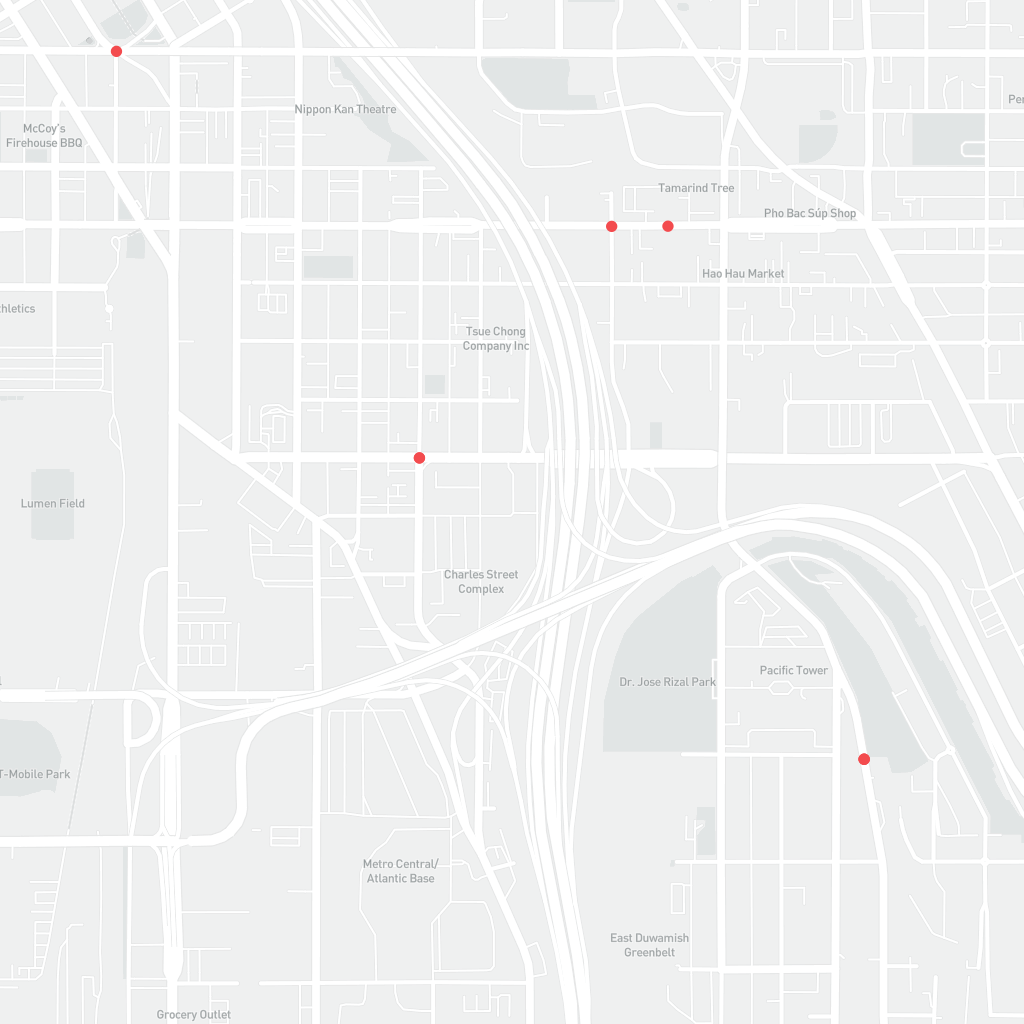 Nippon Kan Theatre
McCoy's
Firehouse BBQ
Tamarind Tree
Pho Bac Súp Shop
Hao Hau Market
Tsue Chong
Company Inc
Lumen Field
Charles Street
Complex
Pacific Tower
Dr. Jose Rizal Park
T-Mobile Park
Metro Central/
Atlantic Base
East Duwamish
Greenbelt
Grocery Outlet